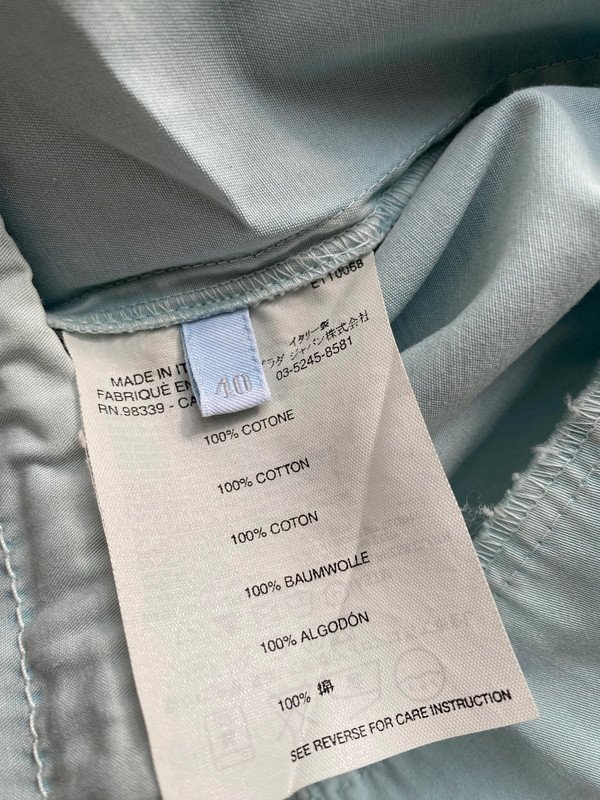 E110068
MADE IN IT
FABRIQUÈ EN
RN.98339 - CA
イタリー製
プラダ ジャパン株式会社
03-5245-8581
40
100% COTONE
100% COTTON
100% COTON
100% BAUMWOLLE
100% ALGODÓN
100% 綿
SEE REVERSE FOR CARE INSTRUCTION